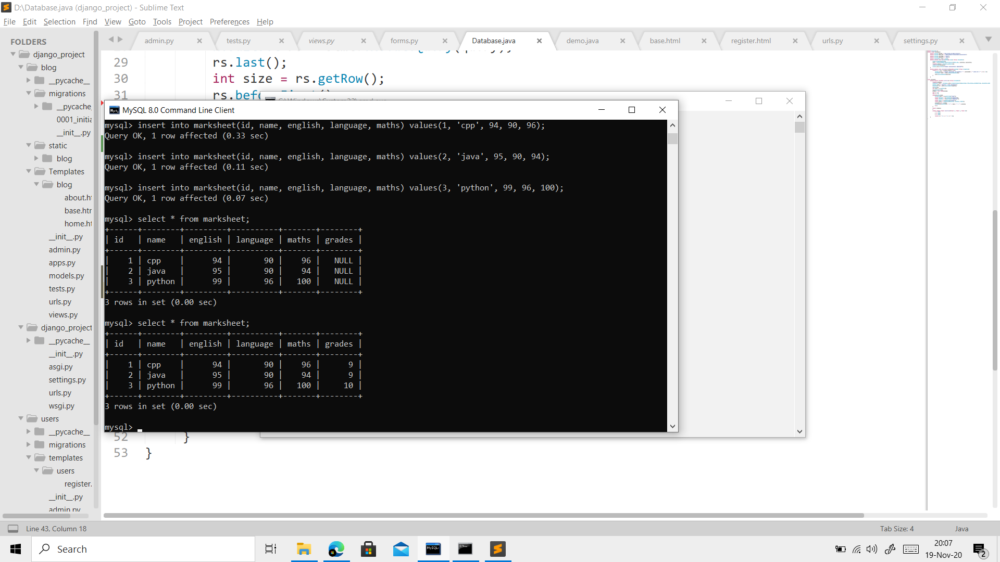 D:\Database.java (django_project) - Sublime Text
File Edit Selection Find View Goto Tools Project Preferences Help
FOLDERS
django_project
blog
__pycache__
migrations
__pycache_
0001_initia
__init__.py
static
blog
Templates
blog
about.ht
base.htr
home.ht
__init__.py
admin.py
apps.py
models.py
tests.py
urls.py
views.py
django_project
__pycache__
__init__.py
asgi.py
settings.py
urls.py
wsgi.py
users
__pycache__
migrations
templates
users
register.
__init__.py
admin.py
admin.py tests.py views.py forms.py Database.java demo.java base.html register.html urls.py settings.py
29 rs.last();
30 int size = rs.getRow();
31 rs.bef
MySQL 8.0 Command Line Client
mysql> insert into marksheet(id, name, english, language, maths) values(1, 'cpp', 94, 90, 96);
Query OK, 1 row affected (0.33 sec)
mysql> insert into marksheet(id, name, english, language, maths) values(2, 'java', 95, 90, 94);
Query OK, 1 row affected (0.11 sec)
mysql> insert into marksheet(id, name, english, language, maths) values(3, 'python', 99, 96, 100);
Query OK, 1 row affected (0.07 sec)
mysql> select * from marksheet;
+------+--------+---------+----------+-------+--------+
| id   | name   | english | language | maths | grades |
+------+--------+---------+----------+-------+--------+
|    1 | cpp    |      94 |       90 |    96 |   NULL |
|    2 | java   |      95 |       90 |    94 |   NULL |
|    3 | python |      99 |       96 |   100 |   NULL |
+------+--------+---------+----------+-------+--------+
3 rows in set (0.00 sec)
mysql> select * from marksheet;
+------+--------+---------+----------+-------+--------+
| id   | name   | english | language | maths | grades |
+------+--------+---------+----------+-------+--------+
|    1 | cpp    |      94 |       90 |    96 |      9 |
|    2 | java   |      95 |       90 |    94 |      9 |
|    3 | python |      99 |       96 |   100 |     10 |
+------+--------+---------+----------+-------+--------+
3 rows in set (0.00 sec)
mysql>
52 }
53 }
Line 43, Column 18 Tab Size: 4 Java
Search
20:07
19-Nov-20
2